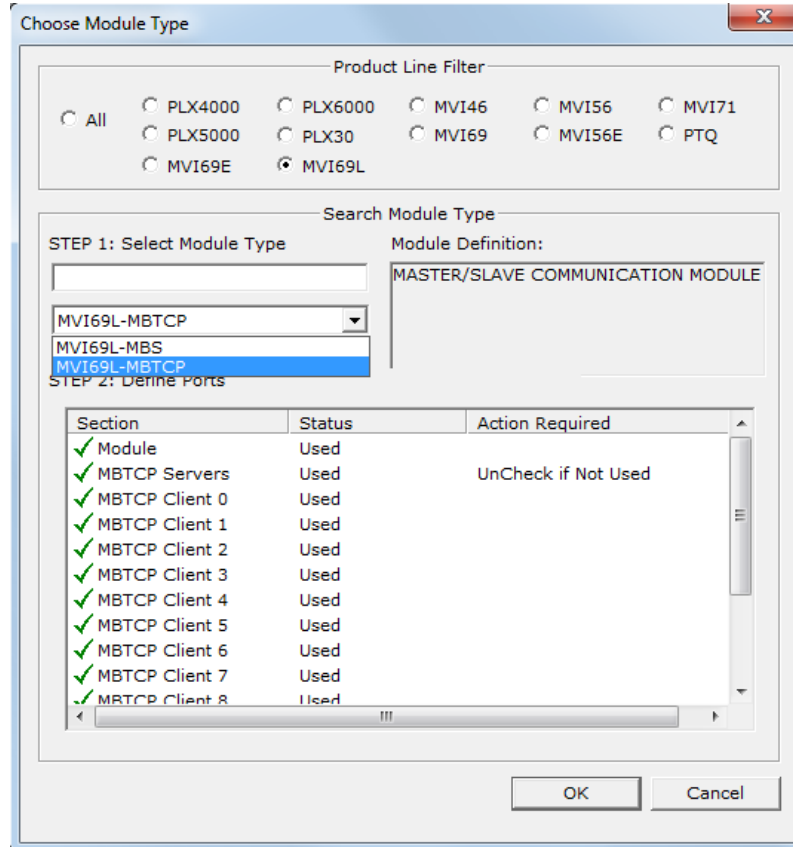 Choose Module Type
x
Product Line Filter
All
PLX4000 PLX6000 MVI46 MVI56 MVI71
PLX5000 PLX30 MVI69 MVI56E PTQ
MVI69E MVI69L
Search Module Type
STEP 1: Select Module Type Module Definition:
MASTER/SLAVE COMMUNICATION MODULE
MVI69L-MBTCP
MVI69L-MBS
MVI69L-MBTCP
STEP 2: Define Ports
Section Status Action Required
Module Used
MBTCP Servers Used UnCheck if Not Used
MBTCP Client 0 Used
MBTCP Client 1 Used
MBTCP Client 2 Used
MBTCP Client 3 Used
MBTCP Client 4 Used
MBTCP Client 5 Used
MBTCP Client 6 Used
MBTCP Client 7 Used
MBTCP Client 8 Used
OK Cancel